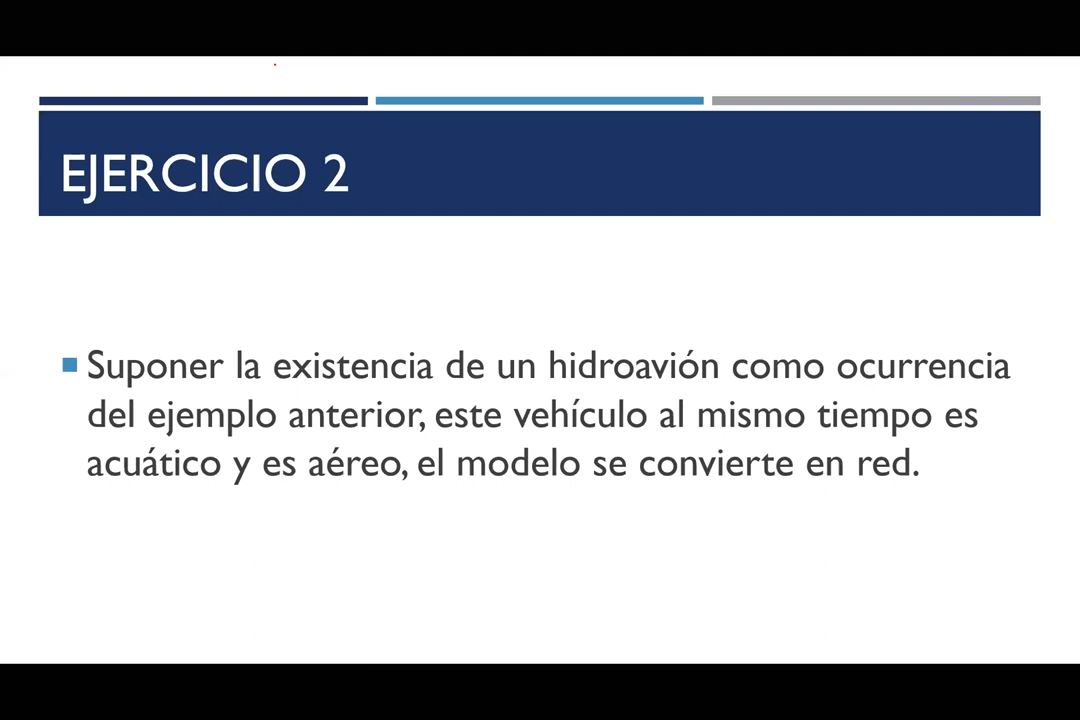 EJERCICIO 2
Suponer la existencia de un hidroavión como ocurrencia
del ejemplo anterior, este vehículo al mismo tiempo es
acuático y es aéreo, el modelo se convierte en red.